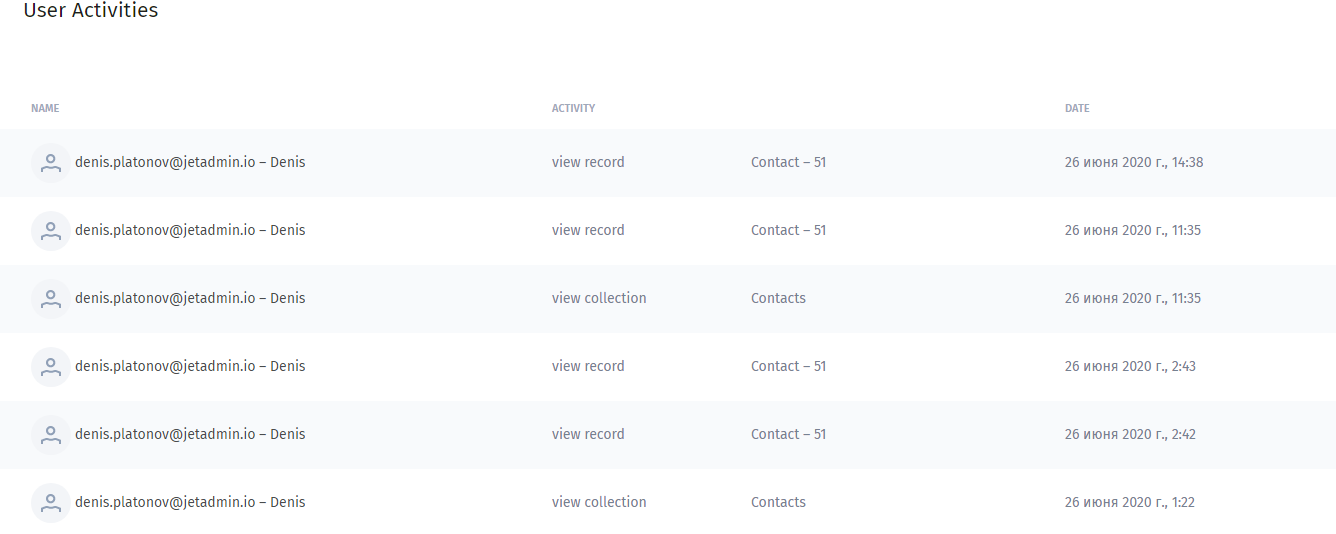 User Activities
NAME ACTIVITY DATE
denis.platonov@jetadmin.io – Denis view record Contact – 51 26 июня 2020 г., 14:38
denis.platonov@jetadmin.io – Denis view record Contact – 51 26 июня 2020 г., 11:35
denis.platonov@jetadmin.io – Denis view collection Contacts 26 июня 2020 г., 11:35
denis.platonov@jetadmin.io – Denis view record Contact – 51 26 июня 2020 г., 2:43
denis.platonov@jetadmin.io – Denis view record Contact – 51 26 июня 2020 г., 2:42
denis.platonov@jetadmin.io – Denis view collection Contacts 26 июня 2020 г., 1:22